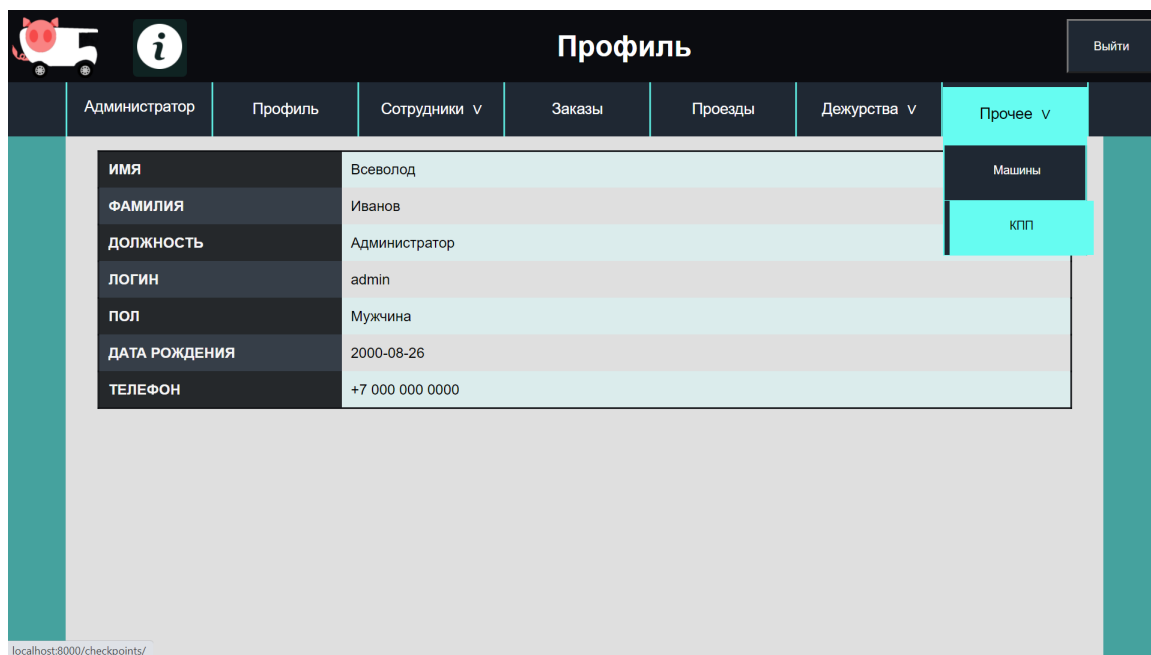 i Профиль Выйти
Администратор Профиль Сотрудники V Заказы Проезды Дежурства V Прочее V
ИМЯ Всеволод Машины
ФАМИЛИЯ Иванов
КПП
ДОЛЖНОСТЬ Администратор
ЛОГИН admin
ПОЛ Мужчина
ДАТА РОЖДЕНИЯ 2000-08-26
ТЕЛЕФОН +7 000 000 0000
localhost:8000/checkpoints/